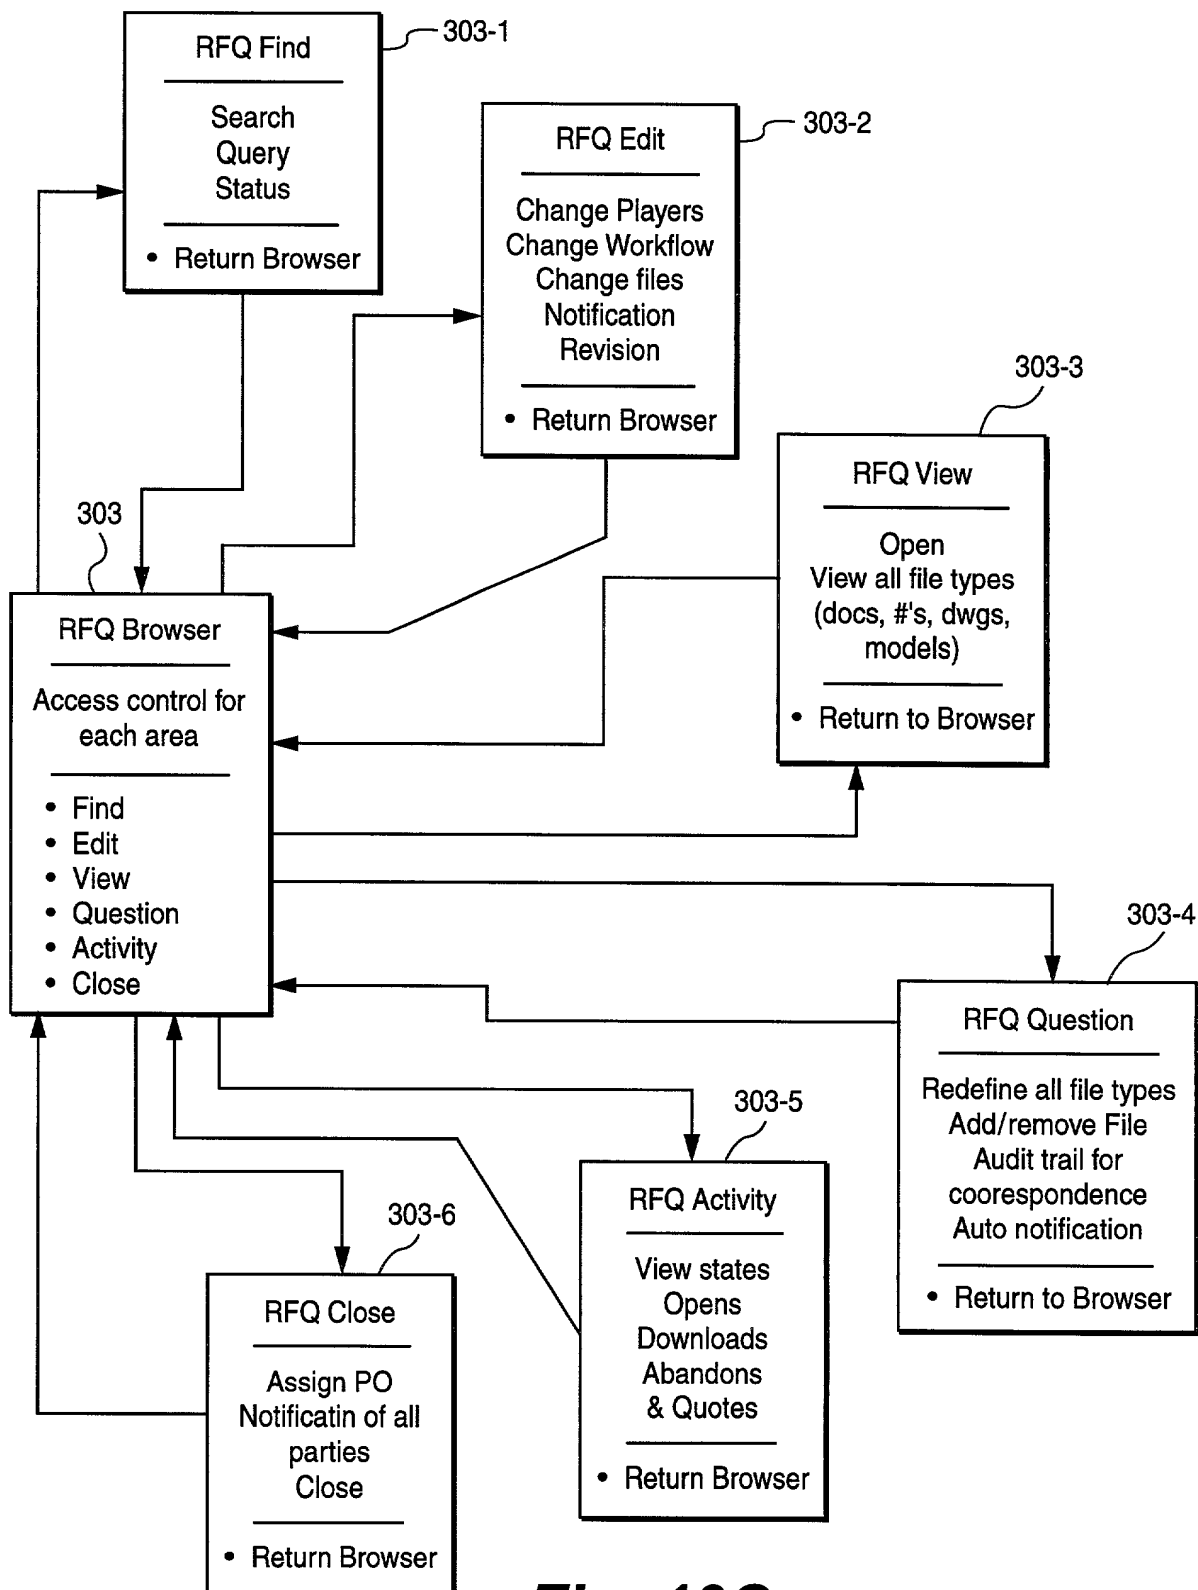 303-1
RFQ Find
Search
Query
Status
• Return Browser
303-2
RFQ Edit
Change Players
Change Workflow
Change files
Notification
Revision
• Return Browser
303-3
RFQ View
Open
View all file types
(docs, #'s, dwgs,
models)
• Return to Browser
303
RFQ Browser
Access control for
each area
• Find
• Edit
• View
• Question
• Activity
• Close
303-4
RFQ Question
Redefine all file types
Add/remove File
Audit trail for
coorespondence
Auto notification
• Return to Browser
303-5
RFQ Activity
View states
Opens
Downloads
Abandons
& Quotes
• Return Browser
303-6
RFQ Close
Assign PO
Notificatin of all
parties
Close
• Return Browser